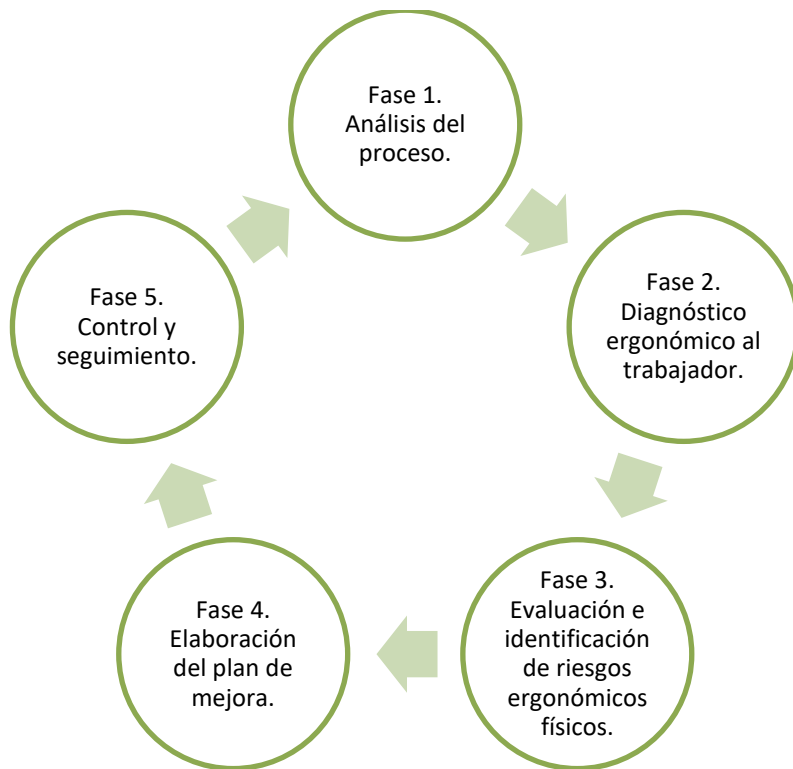 Fase 1.
Análisis del
proceso.
Fase 2.
Diagnóstico
ergonómico al
trabajador.
Fase 3.
Evaluación e
identificación
de riesgos
ergonómicos
físicos.
Fase 4.
Elaboración
del plan de
mejora.
Fase 5.
Control y
seguimiento.